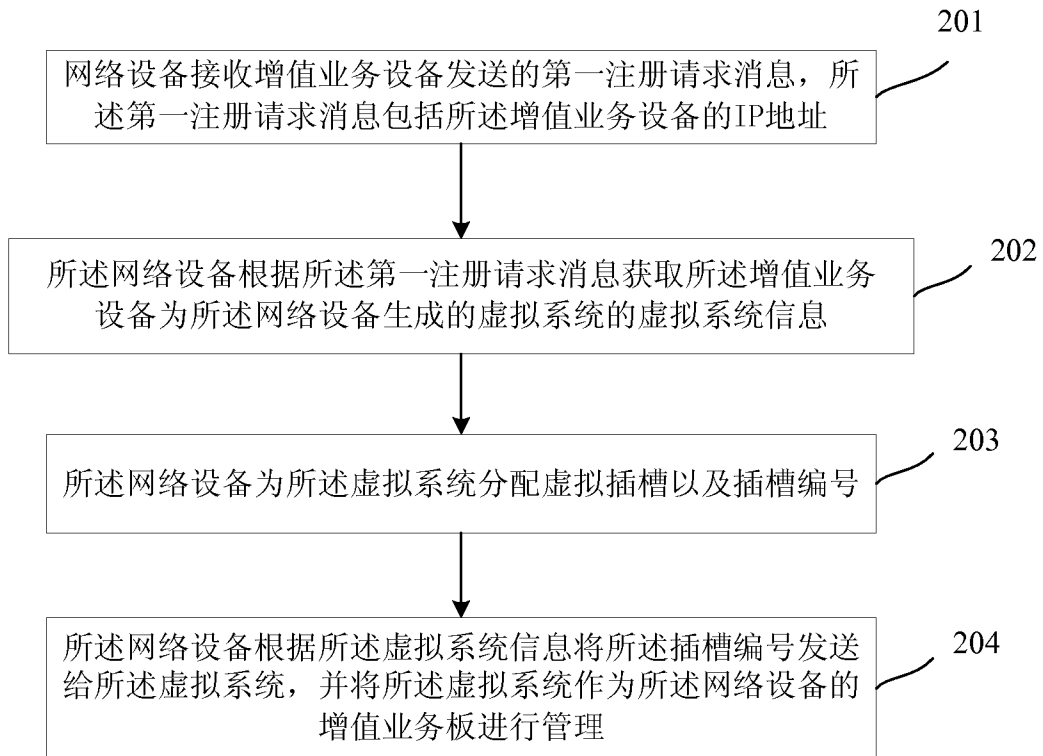 201
网络设备接收增值业务设备发送的第一注册请求消息，所
述第一注册请求消息包括所述增值业务设备的IP地址
202
所述网络设备根据所述第一注册请求消息获取所述增值业务
设备为所述网络设备生成的虚拟系统的虚拟系统信息
203
所述网络设备为所述虚拟系统分配虚拟插槽以及插槽编号
204
所述网络设备根据所述虚拟系统信息将所述插槽编号发送
给所述虚拟系统，并将所述虚拟系统作为所述网络设备的
增值业务板进行管理